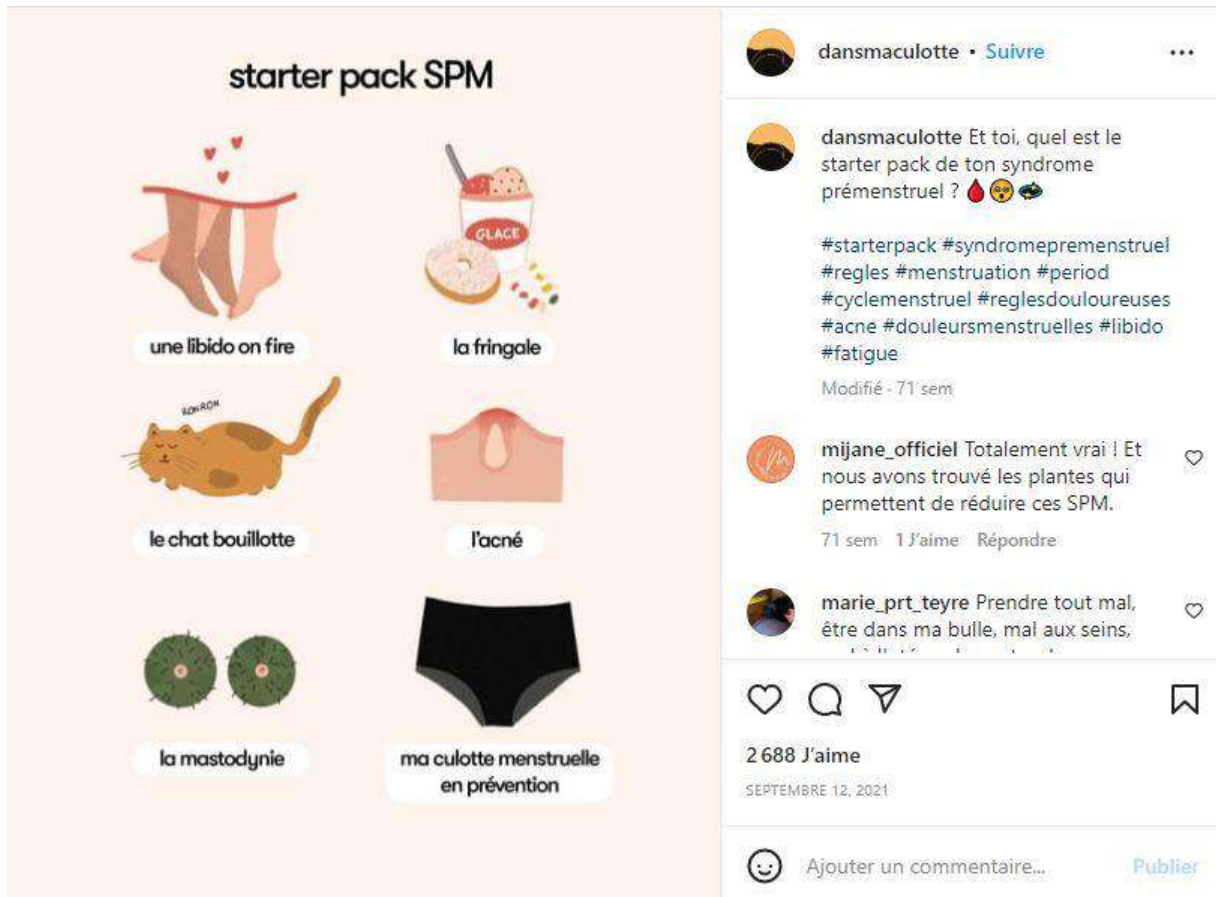 starter pack SPM
GLACE
une libido on fire
la fringale
RONRON
le chat bouillotte
l'acné
la mastodynie
ma culotte menstruelle
en prévention
dansmaculotte • Suivre
dansmaculotte Et toi, quel est le
starter pack de ton syndrome
prémenstruel ?
#starterpack #syndromepremenstruel
#regles #menstruation #period
#cyclemenstruel #reglesdouloureuses
#acne #douleursmenstruelles #libido
#fatigue
Modifié · 71 sem
mijane_officiel Totalement vrai ! Et
nous avons trouvé les plantes qui
permettent de réduire ces SPM.
71 sem 1 J'aime Répondre
marie_prt_teyre Prendre tout mal,
être dans ma bulle, mal aux seins,
2 688 J'aime
SEPTEMBRE 12, 2021
Ajouter un commentaire... Publier